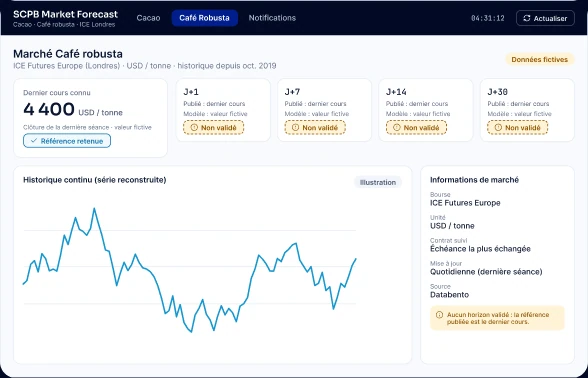 SCPB Market Forecast
Cacao · Café robusta · ICE Londres
Cacao
Café Robusta
Notifications
04:31:12
Actualiser
Marché Café robusta
ICE Futures Europe (Londres) · USD / tonne · historique depuis oct. 2019
Données fictives
Dernier cours connu
4 400 USD / tonne
Clôture de la dernière séance · valeur fictive
Référence retenue
J+1
Publié : dernier cours
Modèle : valeur fictive
Non validé
J+7
Publié : dernier cours
Modèle : valeur fictive
Non validé
J+14
Publié : dernier cours
Modèle : valeur fictive
Non validé
J+30
Publié : dernier cours
Modèle : valeur fictive
Non validé
Historique continu (série reconstruite)
Illustration
Informations de marché
Bourse
ICE Futures Europe
Unité
USD / tonne
Contrat suivi
Échéance la plus échangée
Mise à jour
Quotidienne (dernière séance)
Source
Databento
Aucun horizon validé : la référence
publiée est le dernier cours.